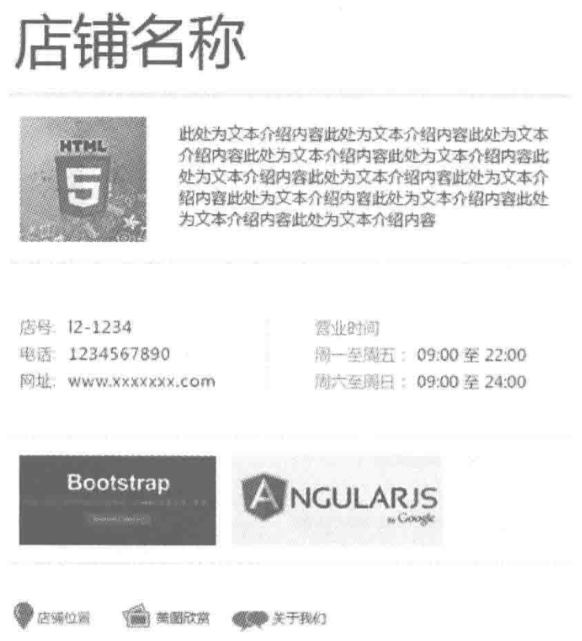 店铺名称
HTML
5
此处为文本介绍内容此处为文本介绍内容此处为文本
介绍内容此处为文本介绍内容此处为文本介绍内容此
处为文本介绍内容此处为文本介绍内容此处为文本介
绍内容此处为文本介绍内容此处为文本介绍内容此处
为文本介绍内容此处为文本介绍内容
店号: l2-1234
电话: 1234567890
网址: www.xxxxxxx.com
营业时间
周一至周五： 09:00 至 22:00
周六至周日： 09:00 至 24:00
Bootstrap
ANGULARJS
by Google
店铺位置
美图欣赏
关于我们